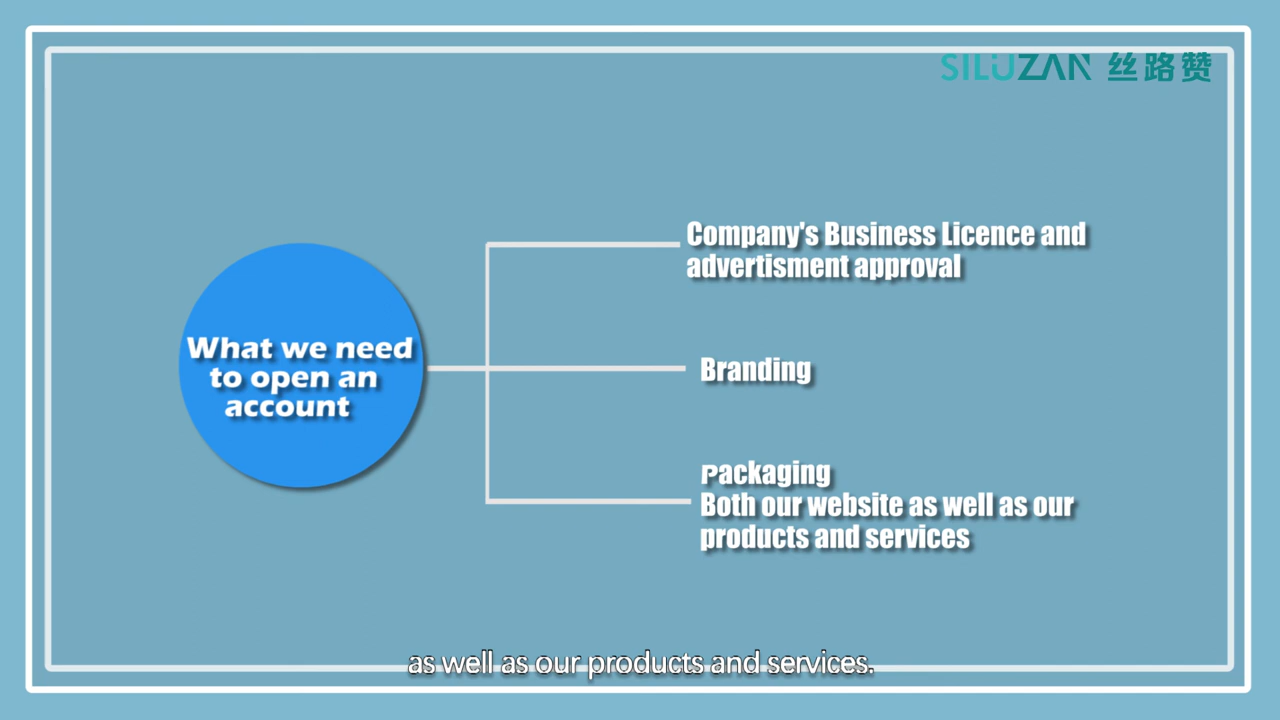 SILUZAN 丝路赞
What we need
to open an
account
Company's Business Licence and
advertisment approval
Branding
Packaging
Both our website as well as our
products and services
as well as our products and services.